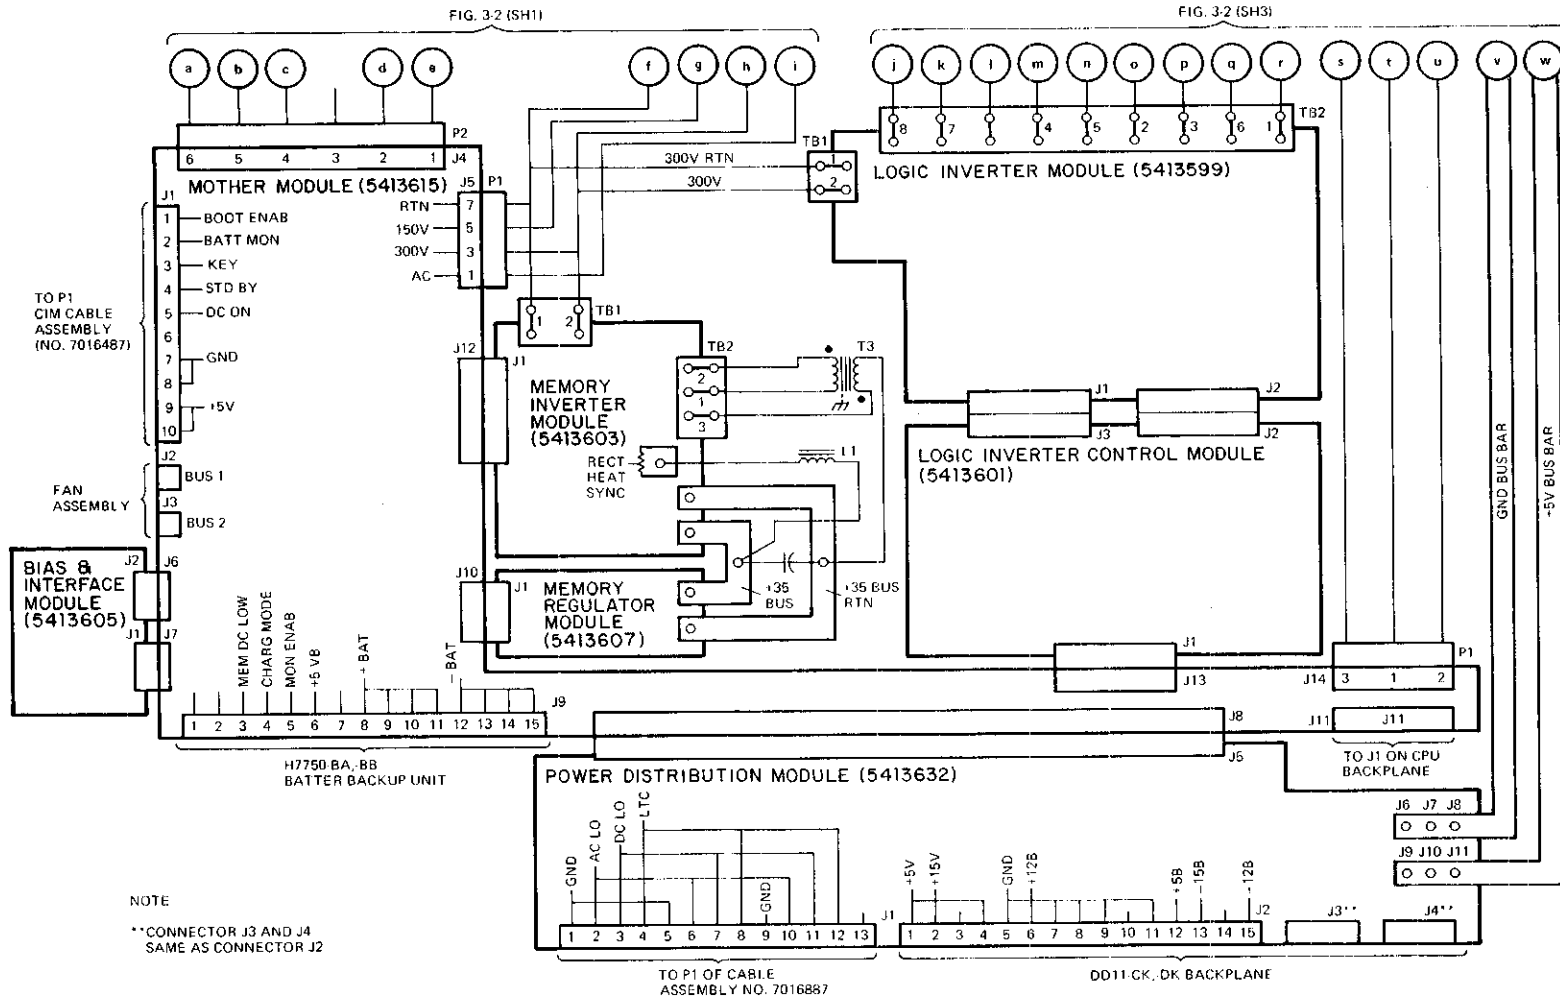 FIG. 3-2 (SH1)
FIG. 3-2 (SH3)
a b c d e f g h i j k l m n o p q r s t u v w
P2
6 5 4 3 2 1 J4
MOTHER MODULE (5413615)
8 7 4 5 2 3 6 1 TB2
LOGIC INVERTER MODULE (5413599)
TB1
1
2
300V RTN
300V
J5 P1
RTN 7
150V 5
300V 3
AC 1
J1
1 BOOT ENAB
2 BATT MON
3 KEY
4 STD BY
5 DC ON
6
7 GND
8
9 +5V
10
TO P1
CIM CABLE
ASSEMBLY
(NO. 7016487)
J2
BUS 1
J3
BUS 2
FAN
ASSEMBLY
1 2 TB1
J12 J1
MEMORY
INVERTER
MODULE
(5413603)
TB2
2
1
3
T3
RECT
HEAT
SYNC
L1
+35
BUS
+35 BUS
RTN
J10 J1
MEMORY
REGULATOR
MODULE
(5413607)
J1 J2
J3 J2
LOGIC INVERTER CONTROL MODULE
(5413601)
GND BUS BAR
+5V BUS BAR
BIAS &
INTERFACE
MODULE
(5413605)
J2 J6
J1 J7
MEM DC LOW
CHARG MODE
MON ENAB
+5 VB
+ BAT
- BAT
1 2 3 4 5 6 7 8 9 10 11 12 13 14 15 J9
H7750-BA,-BB
BATTER BACKUP UNIT
J1
J13
J14 3 1 2 P1
J11 J11
TO J1 ON CPU
BACKPLANE
J8
J5
POWER DISTRIBUTION MODULE (5413632)
J6 J7 J8
J9 J10 J11
GND
AC LO
DC LO
LTC
GND
1 2 3 4 5 6 7 8 9 10 11 12 13 J1
TO P1 OF CABLE
ASSEMBLY NO. 7016887
+5V
+15V
GND
+12B
+5B
-15B
-12B
1 2 3 4 5 6 7 8 9 10 11 12 13 14 15 J2
J3**
J4**
DD11-CK,-DK BACKPLANE
NOTE
**CONNECTOR J3 AND J4
SAME AS CONNECTOR J2